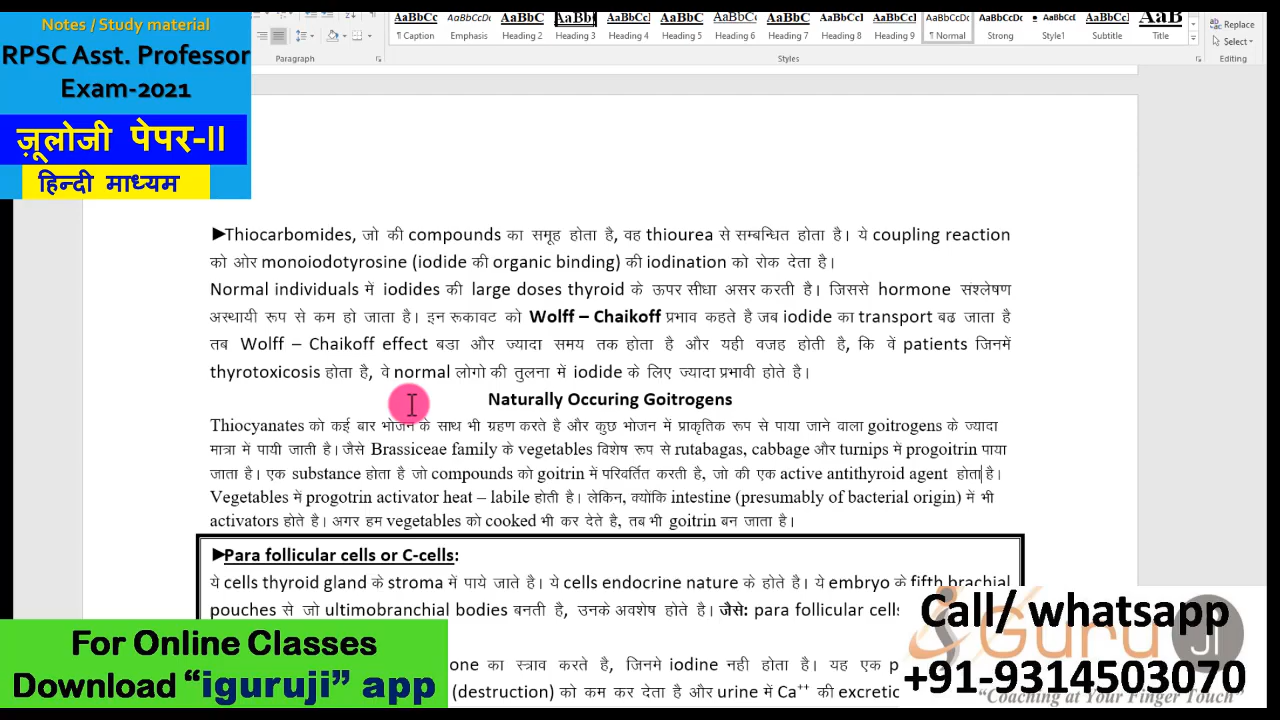 Notes / Study material
RPSC Asst. Professor
Exam-2021
ज़ूलोजी पेपर-II
हिन्दी माध्यम
AaBbCc AaBbCcDc AaBbC AaBb( AaBbCc AaBbCc AaBbCc AaBbC AaBbCc AaBbCc AaBbCcDc AaBbCcDc AaBbCc AaBbCc AaB
¶ Caption Emphasis Heading 2 Heading 3 Heading 4 Heading 5 Heading 6 Heading 7 Heading 8 Heading 9 ¶ Normal Strong Style1 Subtitle Title
Replace
Select
Paragraph Styles Editing
►Thiocarbomides, जो की compounds का समूह होता है, वह thiourea से सम्बन्धित होता है। ये coupling reaction
को ओर monoiodotyrosine (iodide की organic binding) की iodination को रोक देता है।
Normal individuals में iodides की large doses thyroid के ऊपर सीधा असर करती है। जिससे hormone संश्लेषण
अस्थायी रूप से कम हो जाता है। इन रूकावट को Wolff – Chaikoff प्रभाव कहते है जब iodide का transport बढ जाता है
तब Wolff – Chaikoff effect बडा और ज्यादा समय तक होता है और यही वजह होती है, कि वें patients जिनमें
thyrotoxicosis होता है, वे normal लोगो की तुलना में iodide के लिए ज्यादा प्रभावी होते है।
Naturally Occuring Goitrogens
Thiocyanates को कई बार भोजन के साथ भी ग्रहण करते है और कुछ भोजन में प्राकृतिक रूप से पाया जाने वाला goitrogens के ज्यादा
मात्रा में पायी जाती है। जैसे Brassiceae family के vegetables विशेष रूप से rutabagas, cabbage और turnips में progoitrin पाया
जाता है। एक substance होता है जो compounds को goitrin में परिवर्तित करती है, जो की एक active antithyroid agent होता है।
Vegetables में progotrin activator heat – labile होती है। लेकिन, क्योंकि intestine (presumably of bacterial origin) में भी
activators होते है। अगर हम vegetables को cooked भी कर देते है, तब भी goitrin बन जाता है।
►Para follicular cells or C-cells:
ये cells thyroid gland के stroma में पाये जाते है। ये cells endocrine nature के होते है। ये embryo के fifth brachial
pouches से जो ultimobranchial bodies बनती है, उनके अवशेष होते है। जैसे: para follicular cells
one का स्त्राव करते है, जिनमे iodine नही होता है। यह एक
(destruction) को कम कर देता है और urine में Ca⁺⁺ की excretic
For Online Classes
Download “iguruji” app
Guru JI
Call/ whatsapp
+91-9314503070
“Coaching at Your Finger Touch”